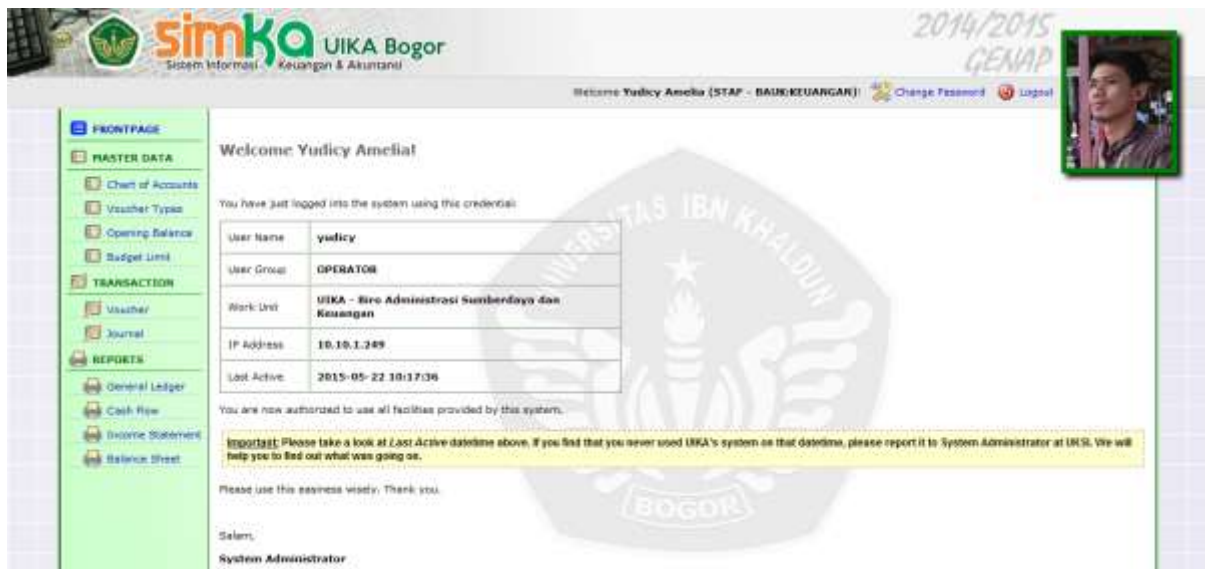 simka UIKA Bogor
Sistem Informasi Keuangan & Akuntansi
2014/2015
GENAP
Welcome Yudicy Amelia (STAF - BAUK:KEUANGAN)!
Change Password
Logout
FRONTPAGE
MASTER DATA
Chart of Accounts
Voucher Types
Opening Balance
Budget Limit
TRANSACTION
Voucher
Journal
REPORTS
General Ledger
Cash Flow
Income Statement
Balance Sheet
Welcome Yudicy Amelia!
You have just logged into the system using this credential:
User Name yudicy
User Group OPERATOR
Work Unit UIKA - Biro Administrasi Sumberdaya dan
Keuangan
IP Address 10.10.1.249
Last Active 2015-05-22 10:17:36
You are now authorized to use all facilities provided by this system.
Important: Please take a look at Last Active datetime above. If you find that you never used UIKA's system on that datetime, please report it to System Administrator at UKSI. We will
help you to find out what was going on.
Please use this easiness wisely. Thank you.
Salam,
System Administrator
UNIVERSITAS IBN KHALDUN
BOGOR